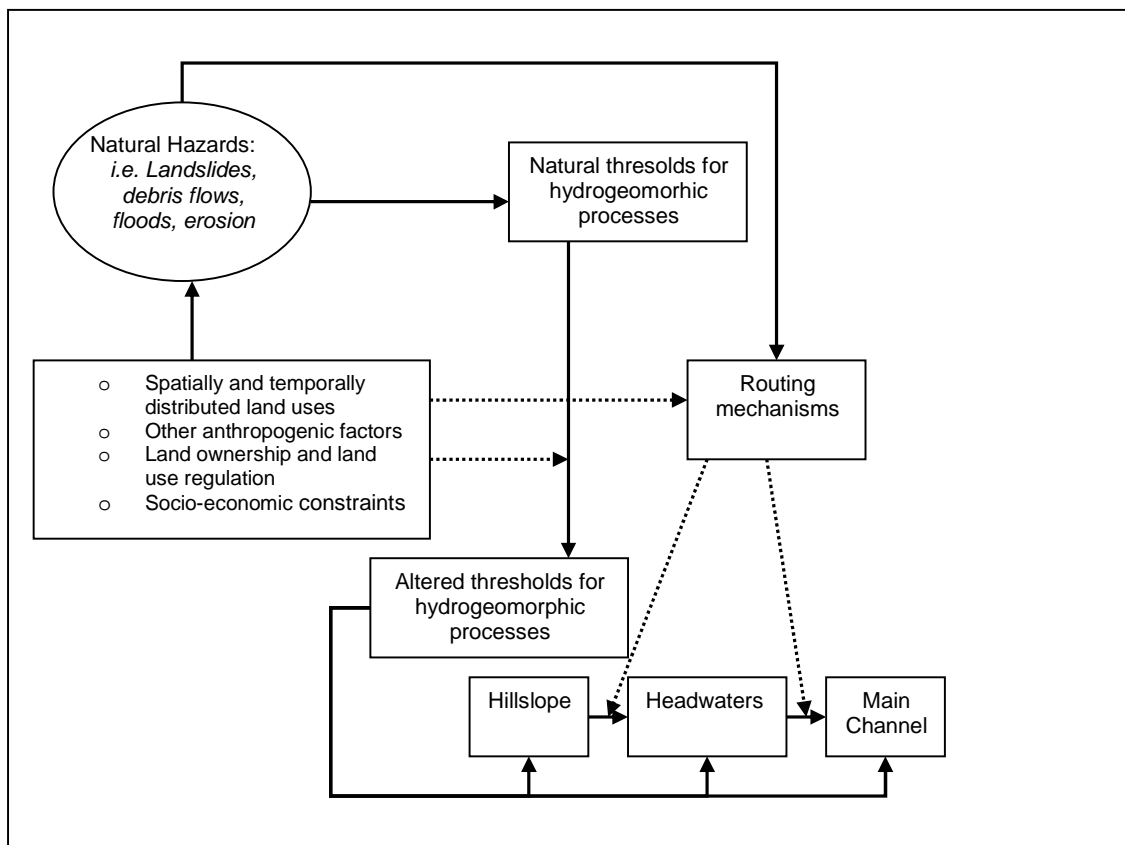 Natural Hazards:
i.e. Landslides,
debris flows,
floods, erosion
Natural thresolds for
hydrogeomorhic
processes
o Spatially and temporally
distributed land uses
o Other anthropogenic factors
o Land ownership and land
use regulation
o Socio-economic constraints
Routing
mechanisms
Altered thresholds for
hydrogeomorphic
processes
Hillslope
Headwaters
Main
Channel